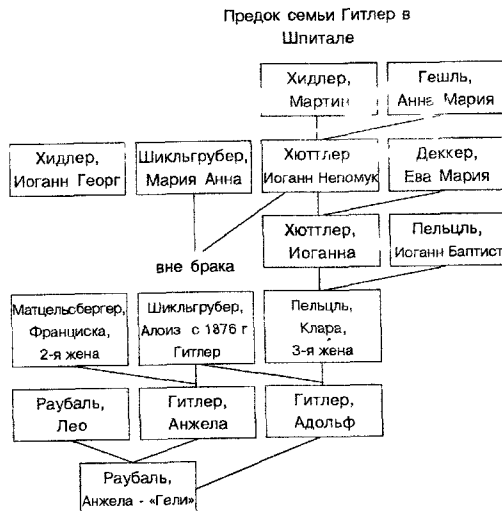 Предок семьи Гитлер в
Шпитале
Хидлер,
Мартин
Гешль,
Анна Мария
Хидлер,
Иоганн Георг
Шикльгрубер,
Мария Анна
Хюттлер
Иоганн Непомук
Деккер,
Ева Мария
вне брака
Хюттлер,
Иоганна
Пельцль,
Иоганн Баптист
Матцельсбергер,
Франциска,
2-я жена
Шикльгрубер,
Алоиз с 1876 г
Гитлер
Пельцль,
Клара,
3-я жена
Раубаль,
Лео
Гитлер,
Анжела
Гитлер,
Адольф
Раубаль,
Анжела - «Гели»